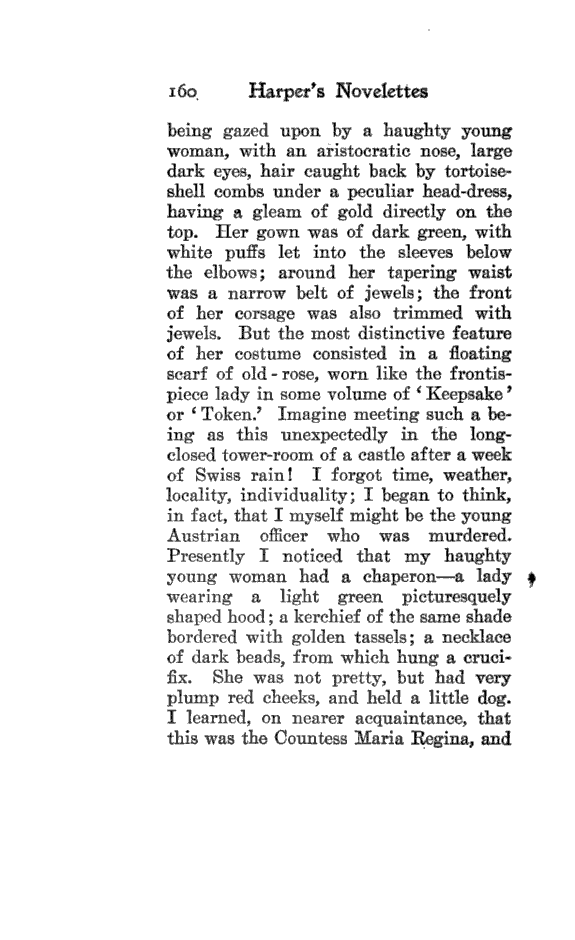 160 Harper's Novelettes
being gazed upon by a haughty young
woman, with an aristocratic nose, large
dark eyes, hair caught back by tortoise-
shell combs under a peculiar head-dress,
having a gleam of gold directly on the
top. Her gown was of dark green, with
white puffs let into the sleeves below
the elbows; around her tapering waist
was a narrow belt of jewels; the front
of her corsage was also trimmed with
jewels. But the most distinctive feature
of her costume consisted in a floating
scarf of old-rose, worn like the frontis-
piece lady in some volume of ‘Keepsake’
or ‘Token.’ Imagine meeting such a be-
ing as this unexpectedly in the long-
closed tower-room of a castle after a week
of Swiss rain! I forgot time, weather,
locality, individuality; I began to think,
in fact, that I myself might be the young
Austrian officer who was murdered.
Presently I noticed that my haughty
young woman had a chaperon—a lady
wearing a light green picturesquely
shaped hood; a kerchief of the same shade
bordered with golden tassels; a necklace
of dark beads, from which hung a cruci-
fix. She was not pretty, but had very
plump red cheeks, and held a little dog.
I learned, on nearer acquaintance, that
this was the Countess Maria Regina, and